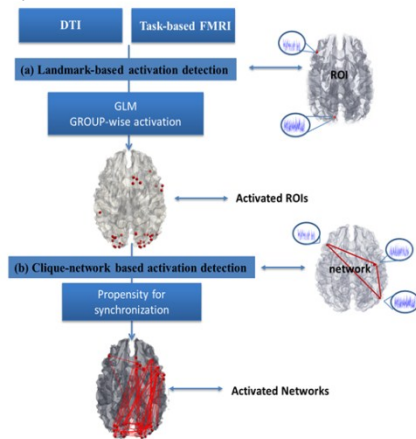 DTI
Task-based FMRI
(a) Landmark-based activation detection
ROI
GLM
GROUP-wise activation
Activated ROIs
(b) Clique-network based activation detection
network
Propensity for
synchronization
Activated Networks